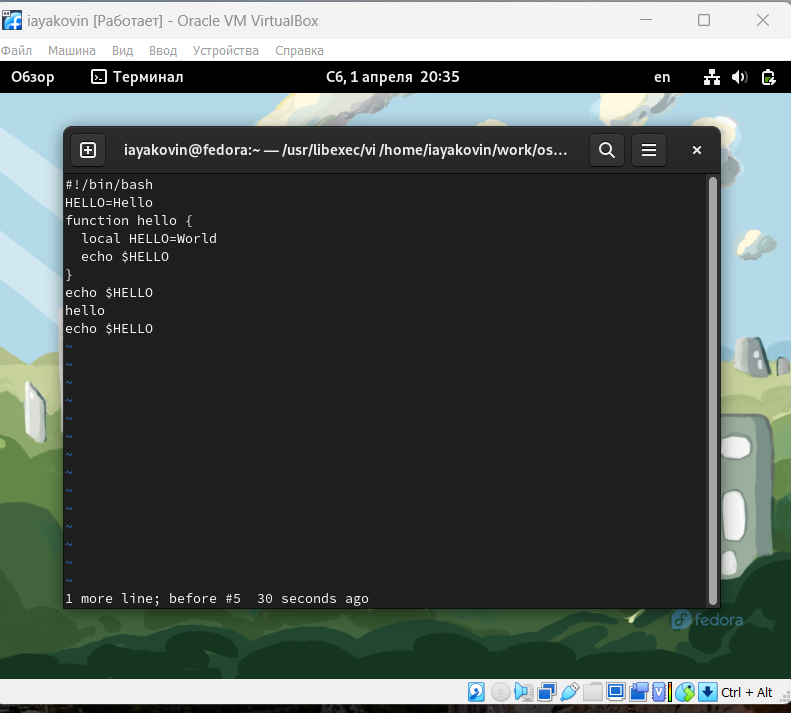 iayakovin [Работает] - Oracle VM VirtualBox
Файл Машина Вид Ввод Устройства Справка
Обзор Терминал Сб, 1 апреля 20:35 en
iayakovin@fedora:~ — /usr/libexec/vi /home/iayakovin/work/os...
#!/bin/bash
HELLO=Hello
function hello {
  local HELLO=World
  echo $HELLO
}
echo $HELLO
hello
echo $HELLO
~
~
~
~
~
~
~
~
~
~
~
~
~
~
1 more line; before #5  30 seconds ago
fedora
Ctrl + Alt